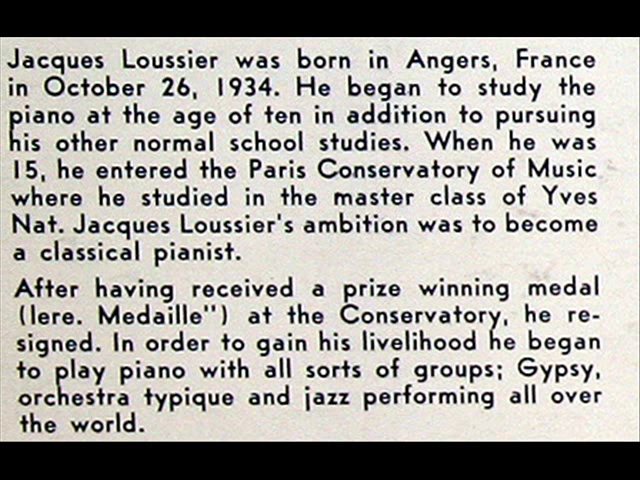 Jacques Loussier was born in Angers, France
in October 26, 1934. He began to study the
piano at the age of ten in addition to pursuing
his other normal school studies. When he was
15, he entered the Paris Conservatory of Music
where he studied in the master class of Yves
Nat. Jacques Loussier's ambition was to become
a classical pianist.
After having received a prize winning medal
(lere. Medaille") at the Conservatory, he re-
signed. In order to gain his livelihood he began
to play piano with all sorts of groups; Gypsy,
orchestra typique and jazz performing all over
the world.